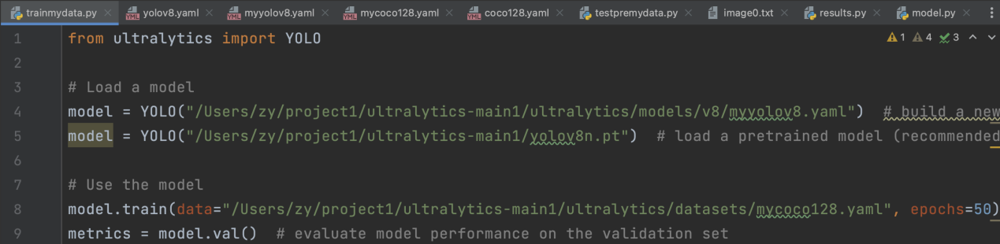 trainmydata.py yolov8.yaml myyolov8.yaml mycoco128.yaml coco128.yaml testpremydata.py image0.txt results.py model.py
1 from ultralytics import YOLO 1 4 3
2
3 # Load a model
4 model = YOLO("/Users/zy/project1/ultralytics-main1/ultralytics/models/v8/myyolov8.yaml")  # build a new
5 model = YOLO("/Users/zy/project1/ultralytics-main1/yolov8n.pt")  # load a pretrained model (recommended
6
7 # Use the model
8 model.train(data="/Users/zy/project1/ultralytics-main1/ultralytics/datasets/mycoco128.yaml", epochs=50)
9 metrics = model.val()  # evaluate model performance on the validation set